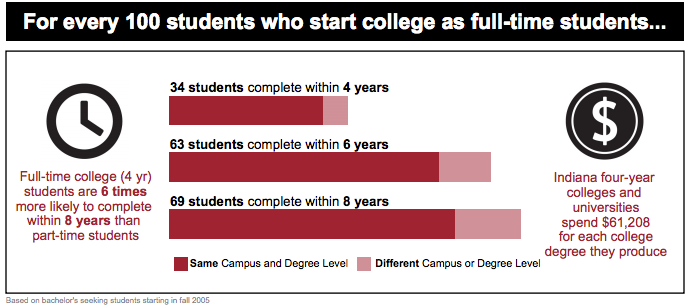 For every 100 students who start college as full-time students...
34 students complete within 4 years
63 students complete within 6 years
69 students complete within 8 years
Full-time college (4 yr)
students are 6 times
more likely to complete
within 8 years than
part-time students
$
Indiana four-year
colleges and
universities
spend $61,208
for each college
degree they produce
Same Campus and Degree Level
Different Campus or Degree Level
Based on bachelor's seeking students starting in fall 2005